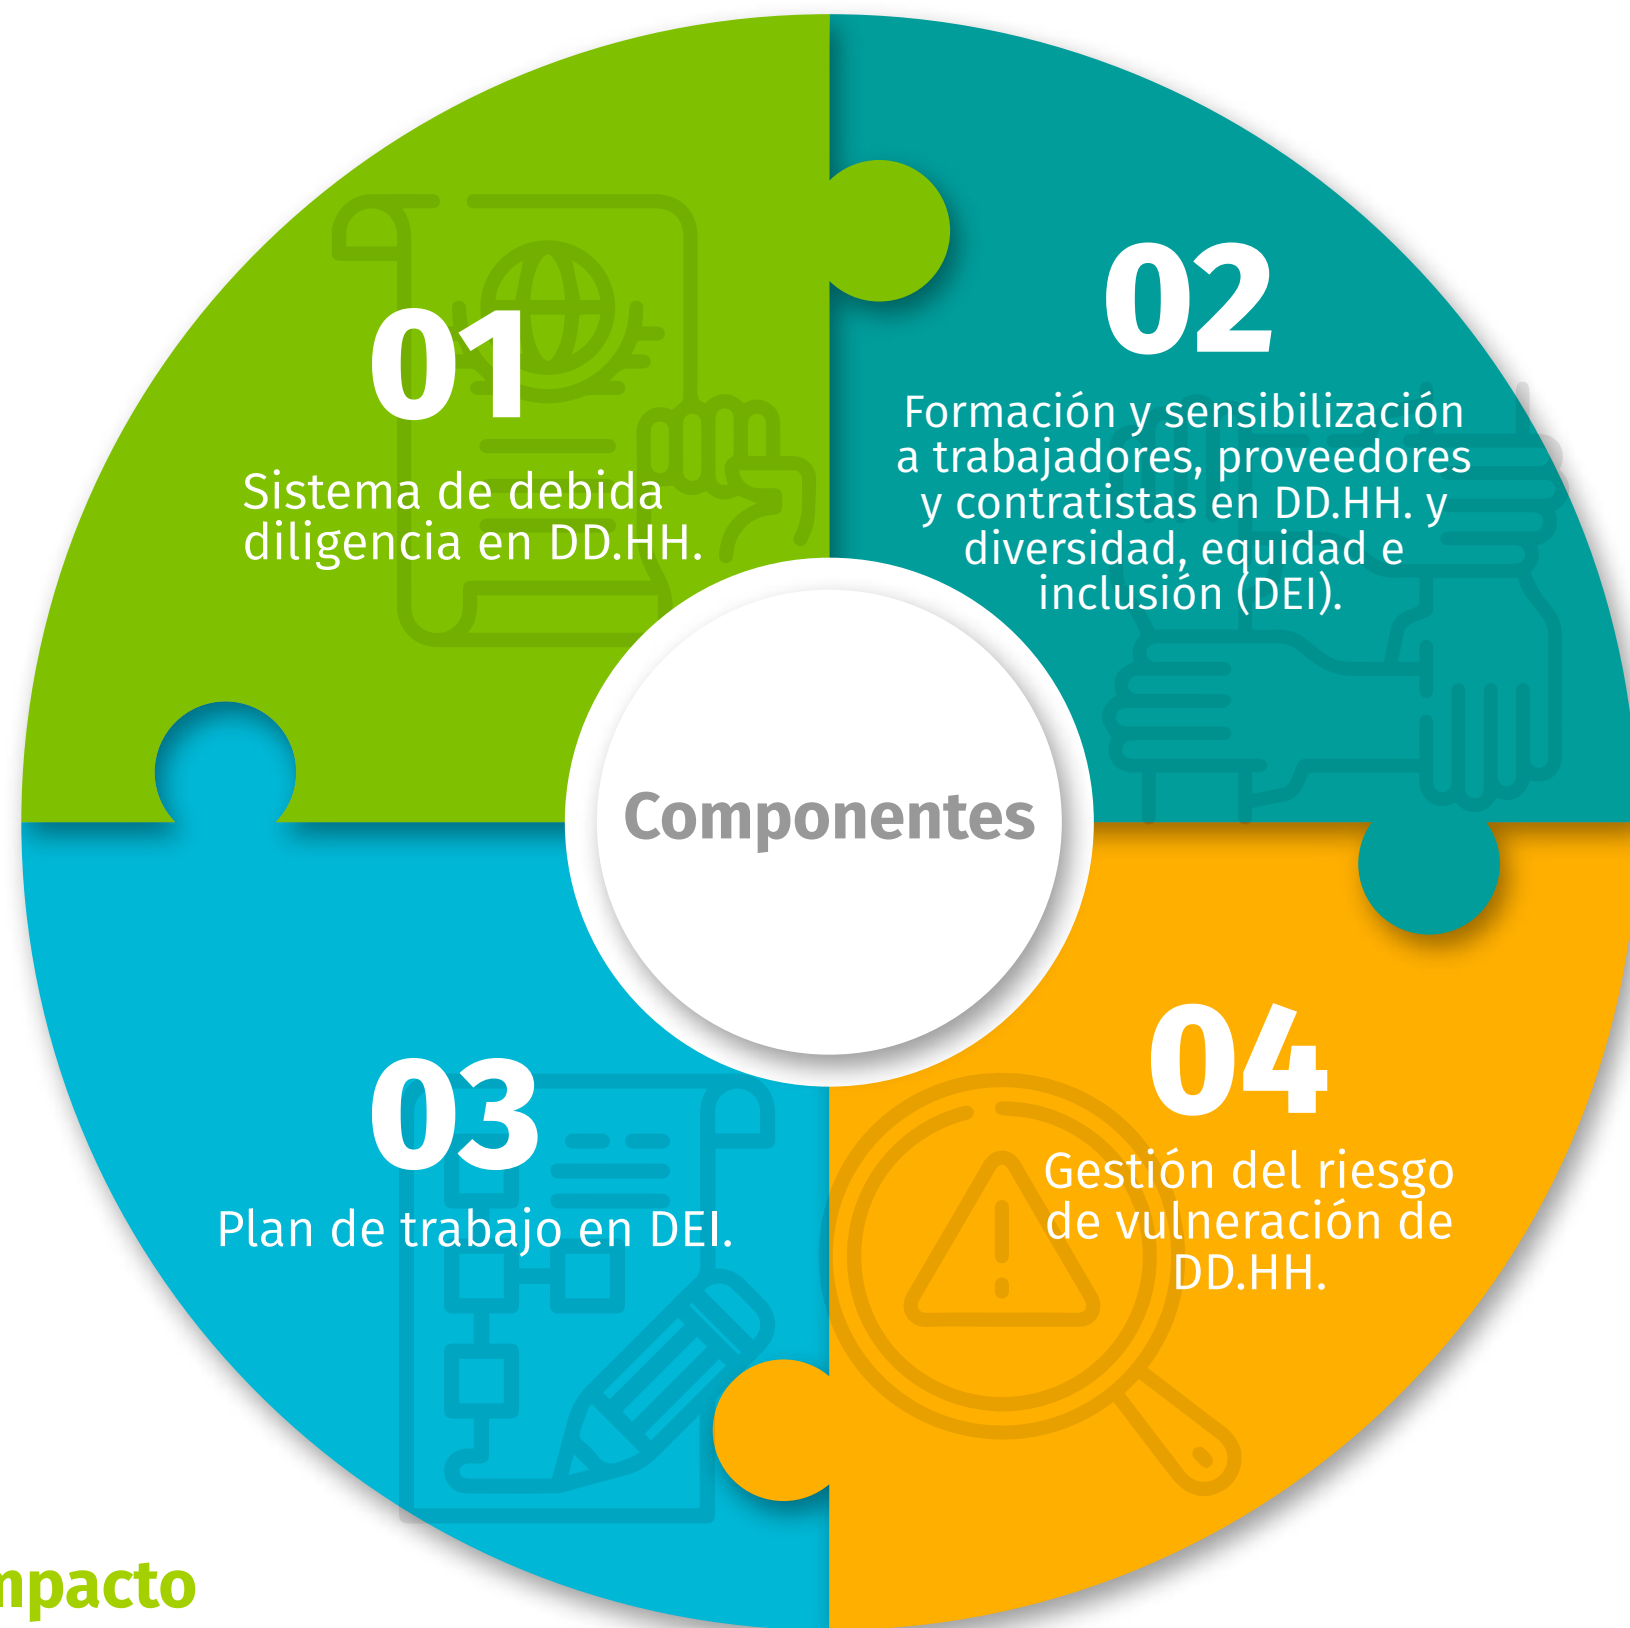 01
Sistema de debida
diligencia en DD.HH.
02
Formación y sensibilización
a trabajadores, proveedores
y contratistas en DD.HH. y
diversidad, equidad e
inclusión (DEI).
Componentes
03
Plan de trabajo en DEI.
04
Gestión del riesgo
de vulneración de
DD.HH.
mpacto